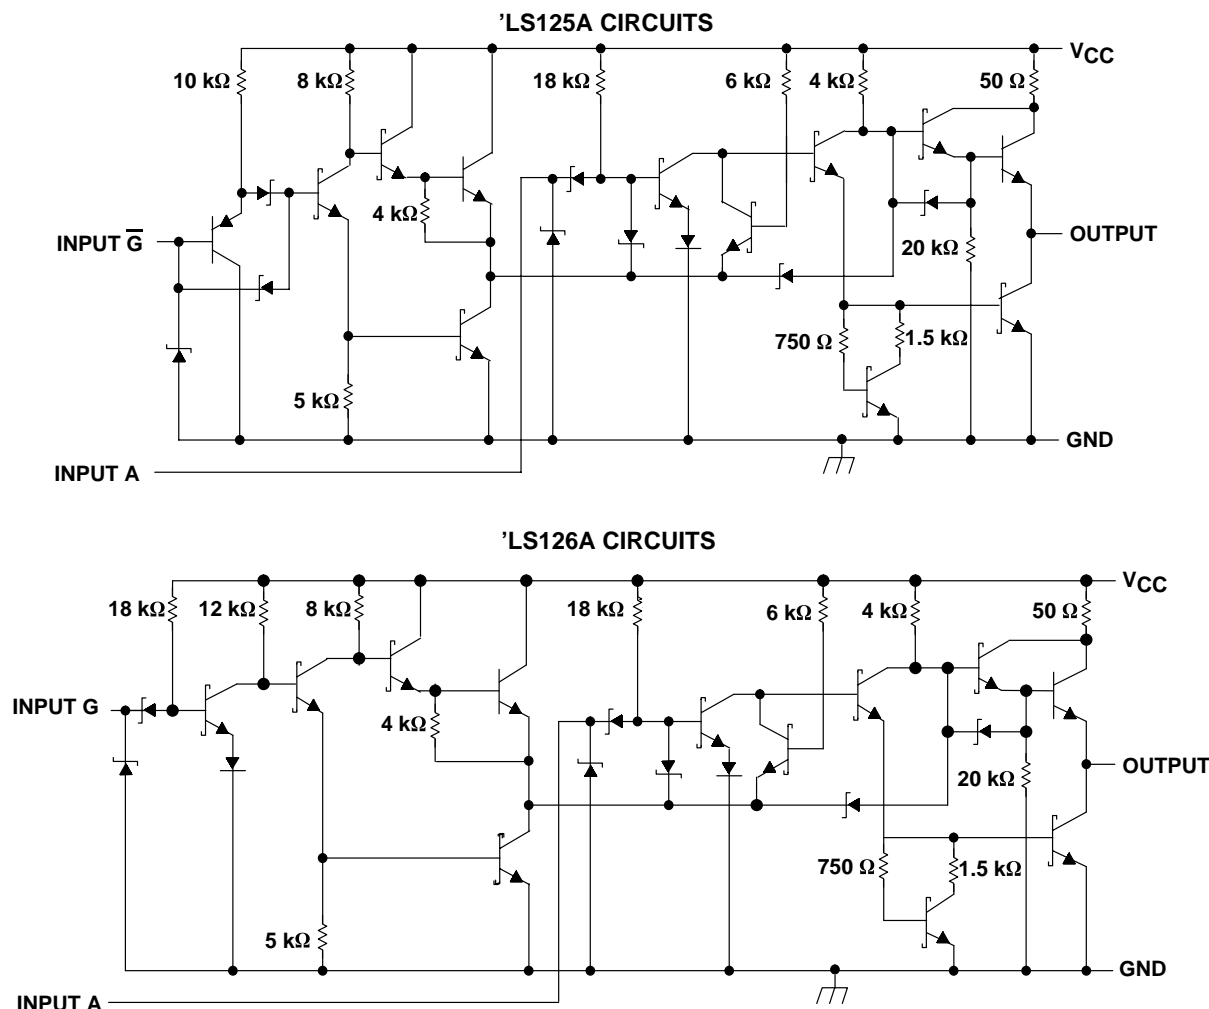 ’LS125A CIRCUITS
VCC
10 kΩ
8 kΩ
18 kΩ
6 kΩ
4 kΩ
50 Ω
4 kΩ
INPUT G̅
20 kΩ
OUTPUT
750 Ω
1.5 kΩ
5 kΩ
GND
INPUT A
’LS126A CIRCUITS
VCC
18 kΩ
12 kΩ
8 kΩ
18 kΩ
6 kΩ
4 kΩ
50 Ω
INPUT G
4 kΩ
OUTPUT
20 kΩ
750 Ω
1.5 kΩ
5 kΩ
GND
INPUT A